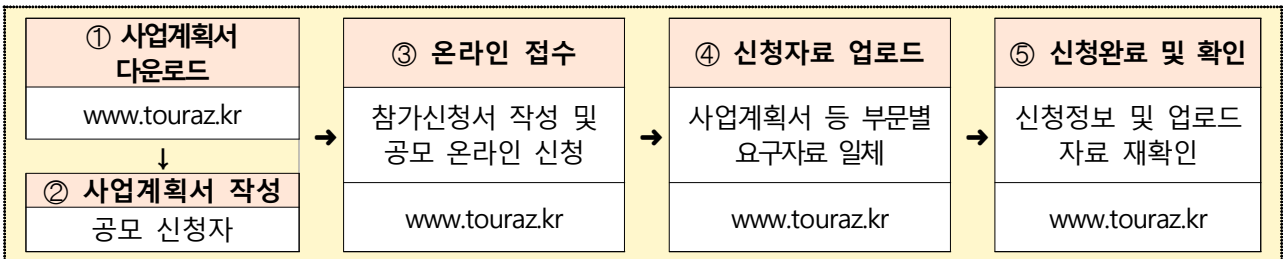 ① 사업계획서
다운로드
www.touraz.kr
↓
② 사업계획서 작성
공모 신청자
➜
③ 온라인 접수
참가신청서 작성 및
공모 온라인 신청
www.touraz.kr
➜
④ 신청자료 업로드
사업계획서 등 부문별
요구자료 일체
www.touraz.kr
➜
⑤ 신청완료 및 확인
신청정보 및 업로드
자료 재확인
www.touraz.kr